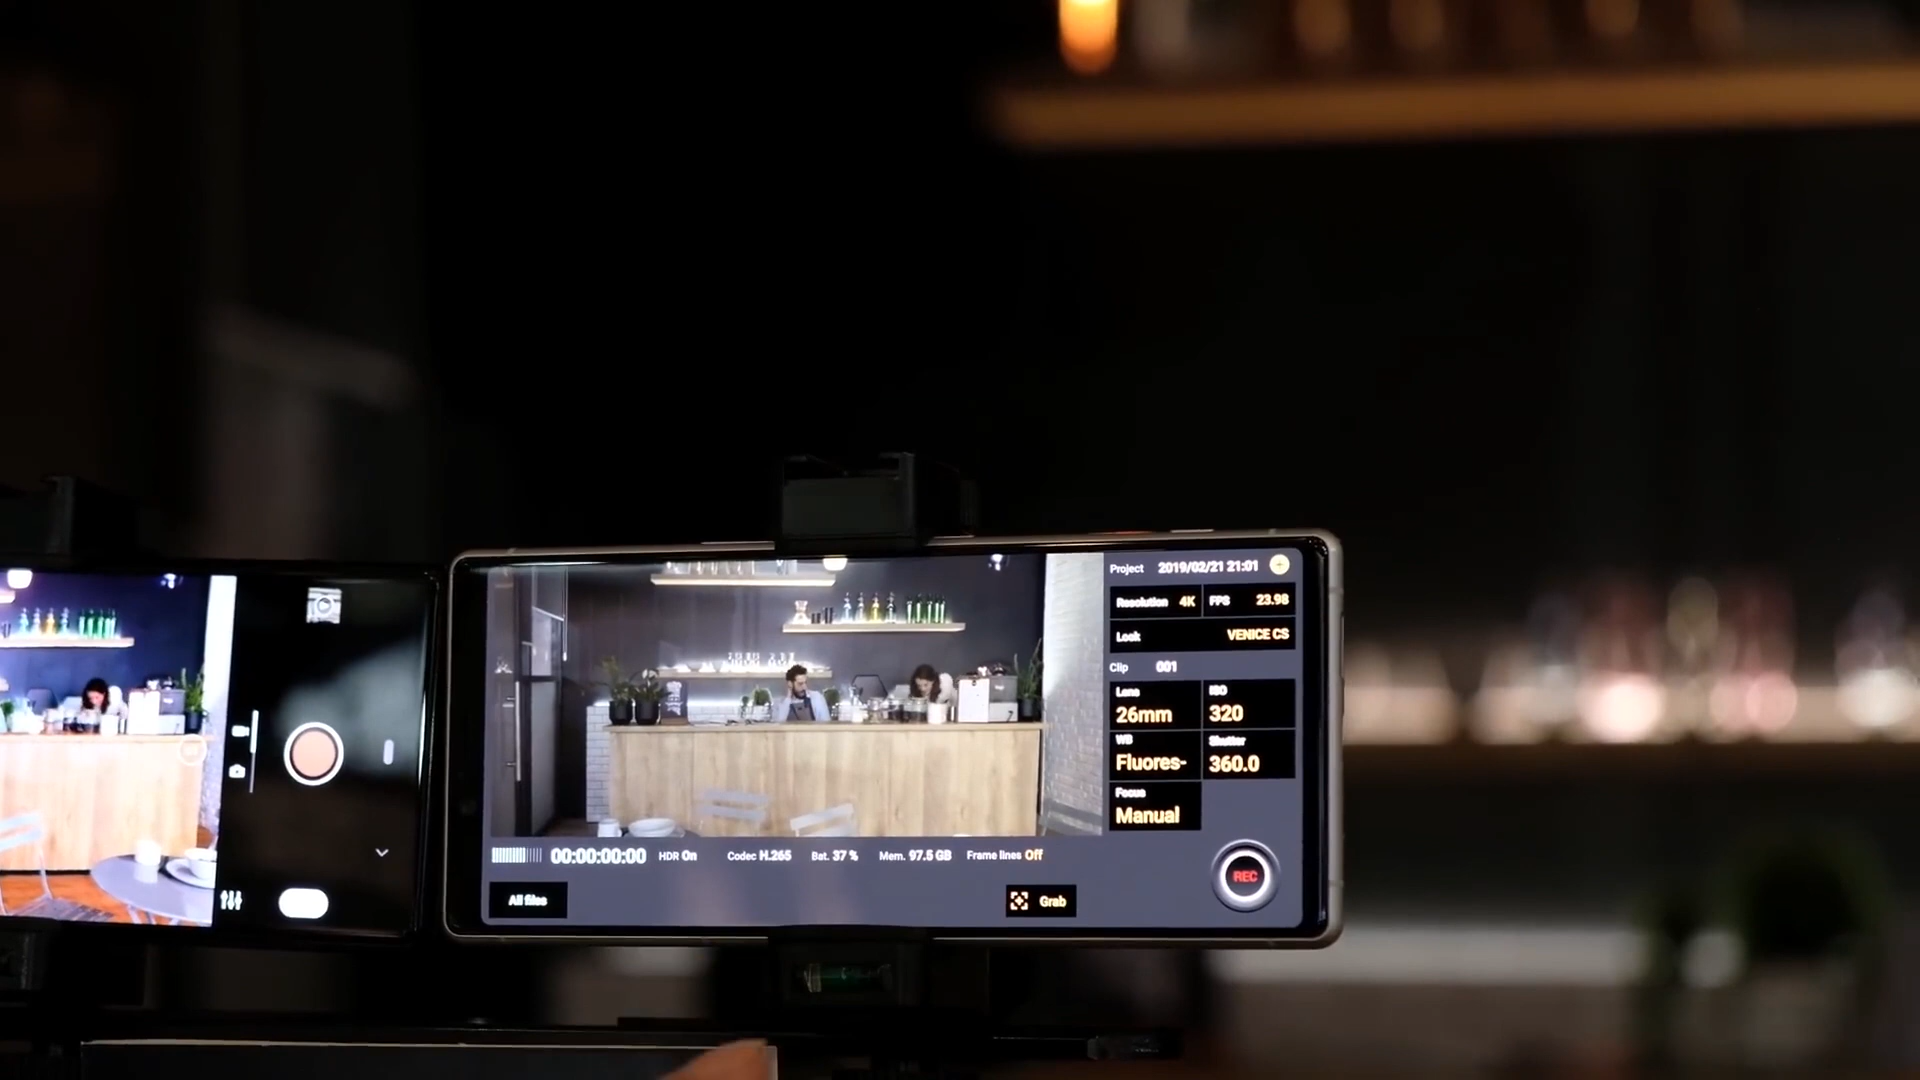 Project 2019/02/21 21:01
Resolution 4K FPS 23.98
Look VENICE CS
Clip 001
Lens ISO
26mm 320
WB Shutter
Fluores- 360.0
Focus
Manual
00:00:00:00 HDR On Codec H.265 Bat. 37 % Mem. 97.5 GB Frame lines Off
REC
All files Grab